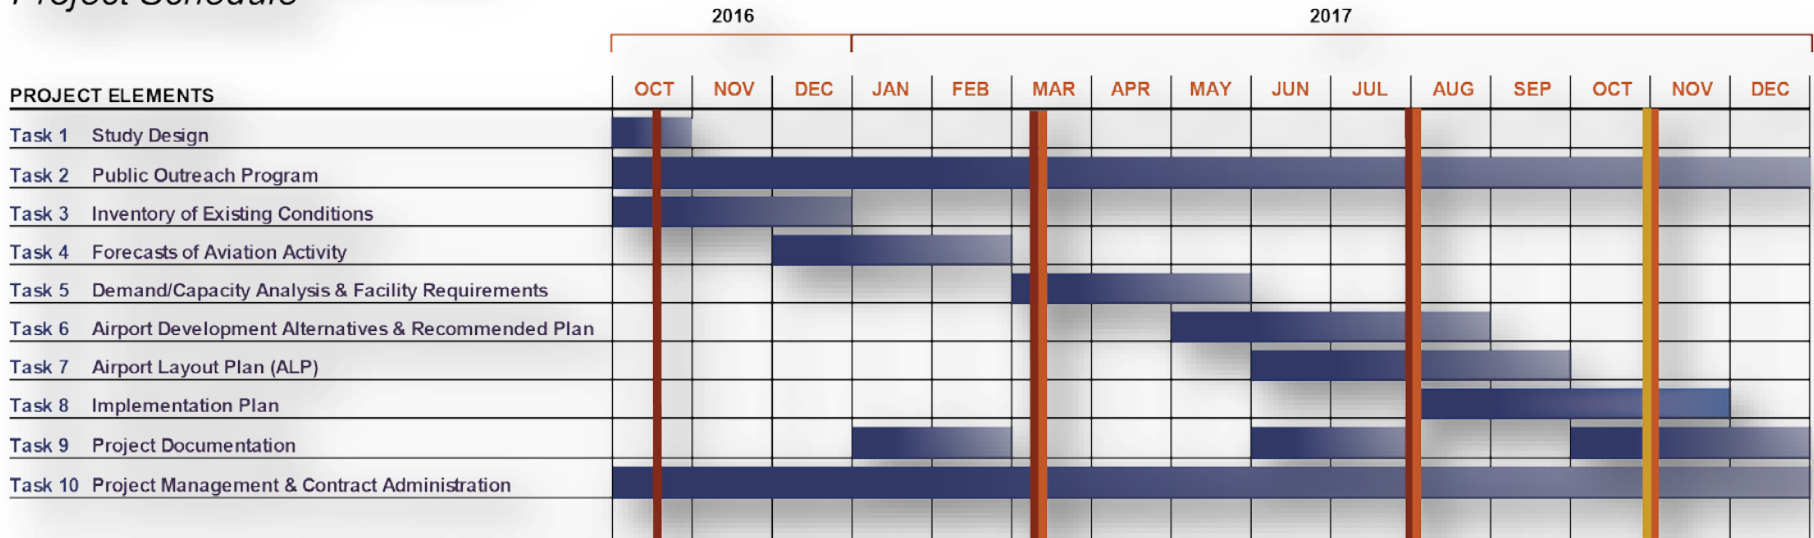 Project Schedule
2016 2017
PROJECT ELEMENTS OCT NOV DEC JAN FEB MAR APR MAY JUN JUL AUG SEP OCT NOV DEC
Task 1 Study Design
Task 2 Public Outreach Program
Task 3 Inventory of Existing Conditions
Task 4 Forecasts of Aviation Activity
Task 5 Demand/Capacity Analysis & Facility Requirements
Task 6 Airport Development Alternatives & Recommended Plan
Task 7 Airport Layout Plan (ALP)
Task 8 Implementation Plan
Task 9 Project Documentation
Task 10 Project Management & Contract Administration